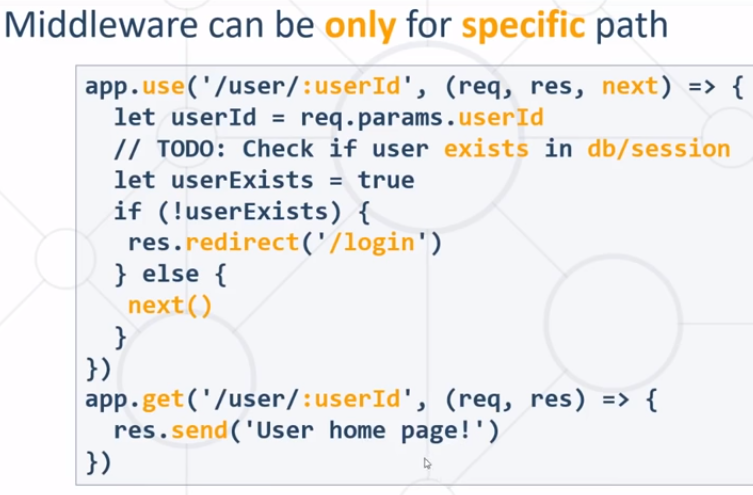 Middleware can be only for specific path
app.use('/user/:userId', (req, res, next) => {
  let userId = req.params.userId
  // TODO: Check if user exists in db/session
  let userExists = true
  if (!userExists) {
   res.redirect('/login')
  } else {
   next()
  }
})
app.get('/user/:userId', (req, res) => {
  res.send('User home page!')
})